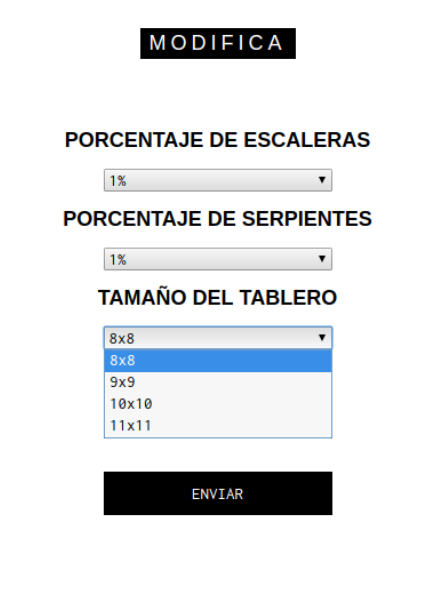 MODIFICA
PORCENTAJE DE ESCALERAS
1%
PORCENTAJE DE SERPIENTES
1%
TAMAÑO DEL TABLERO
8x8
8x8
9x9
10x10
11x11
ENVIAR